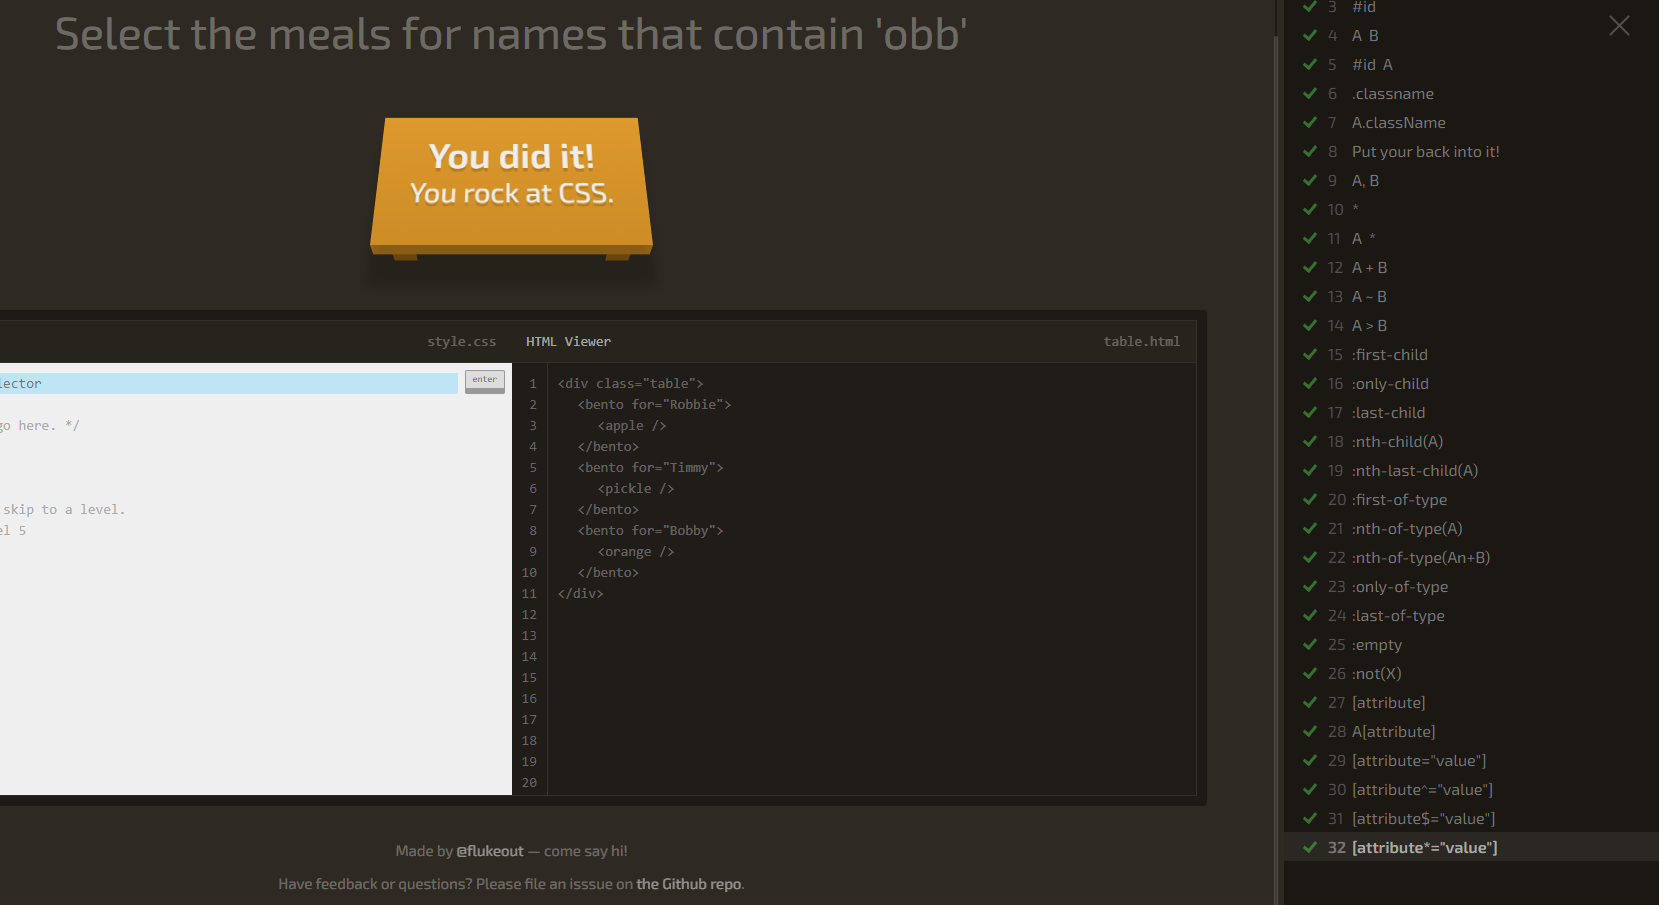 Select the meals for names that contain 'obb'
You did it!
You rock at CSS.
style.css
HTML Viewer
table.html
lector
enter
go here. */
skip to a level.
el 5
1 <div class="table">
2 <bento for="Robbie">
3 <apple />
4 </bento>
5 <bento for="Timmy">
6 <pickle />
7 </bento>
8 <bento for="Bobby">
9 <orange />
10 </bento>
11 </div>
12
13
14
15
16
17
18
19
20
Made by @flukeout — come say hi!
Have feedback or questions? Please file an isssue on the Github repo.
3 #id
4 A B
5 #id A
6 .classname
7 A.className
8 Put your back into it!
9 A, B
10 *
11 A *
12 A + B
13 A ~ B
14 A > B
15 :first-child
16 :only-child
17 :last-child
18 :nth-child(A)
19 :nth-last-child(A)
20 :first-of-type
21 :nth-of-type(A)
22 :nth-of-type(An+B)
23 :only-of-type
24 :last-of-type
25 :empty
26 :not(X)
27 [attribute]
28 A[attribute]
29 [attribute="value"]
30 [attribute^="value"]
31 [attribute$="value"]
32 [attribute*="value"]